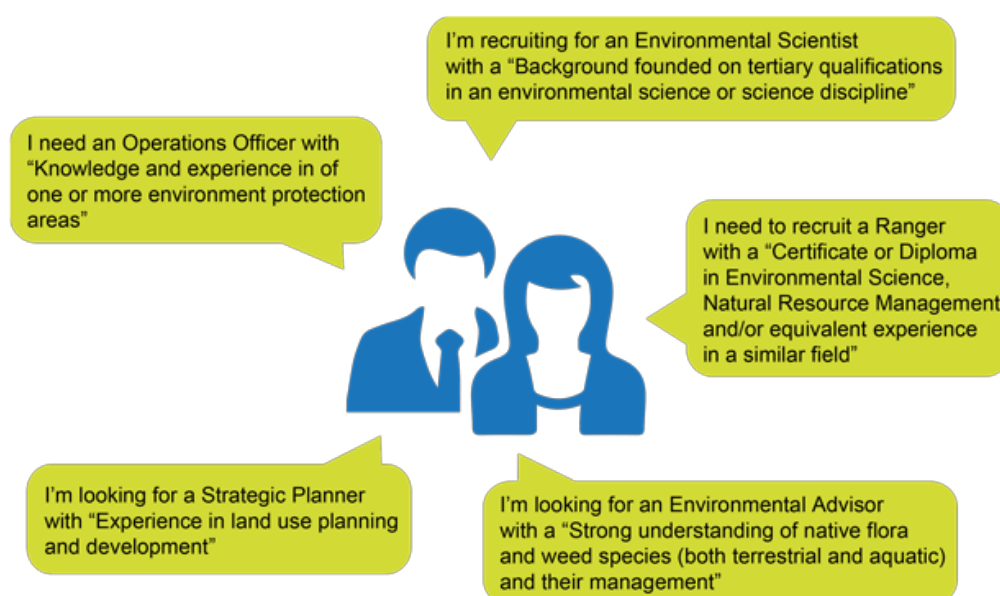 I'm recruiting for an Environmental Scientist
with a “Background founded on tertiary qualifications
in an environmental science or science discipline”
I need an Operations Officer with
“Knowledge and experience in of
one or more environment protection
areas”
I need to recruit a Ranger
with a “Certificate or Diploma
in Environmental Science,
Natural Resource Management
and/or equivalent experience
in a similar field”
I'm looking for a Strategic Planner
with “Experience in land use planning
and development”
I'm looking for an Environmental Advisor
with a “Strong understanding of native flora
and weed species (both terrestrial and aquatic)
and their management”